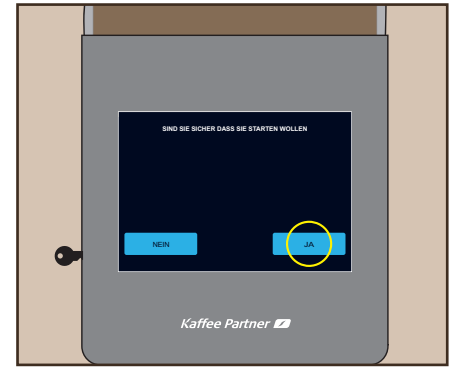 SIND SIE SICHER DASS SIE STARTEN WOLLEN
NEIN
JA
Kaffee Partner